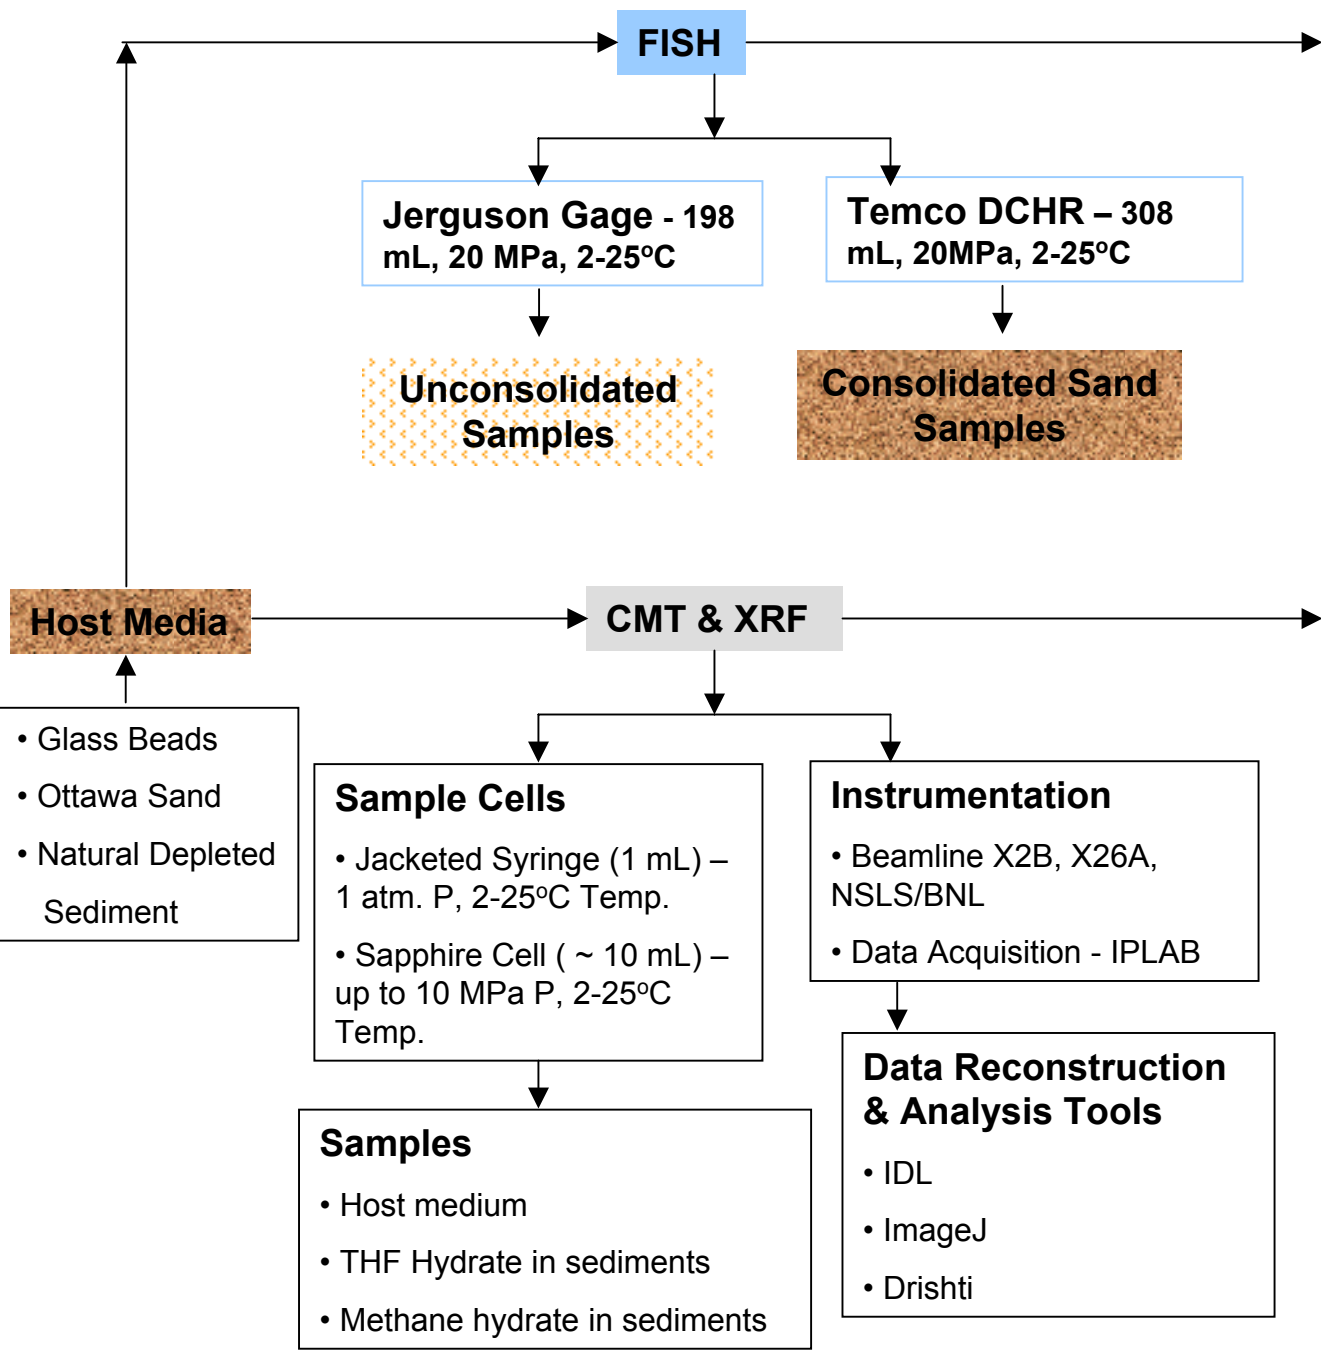 FISH
Jerguson Gage - 198
mL, 20 MPa, 2-25ºC
Temco DCHR – 308
mL, 20MPa, 2-25ºC
Unconsolidated
Samples
Consolidated Sand
Samples
Host Media
CMT & XRF
• Glass Beads
• Ottawa Sand
• Natural Depleted
Sediment
Sample Cells
• Jacketed Syringe (1 mL) –
1 atm. P, 2-25ºC Temp.
• Sapphire Cell ( ~ 10 mL) –
up to 10 MPa P, 2-25ºC
Temp.
Instrumentation
• Beamline X2B, X26A,
NSLS/BNL
• Data Acquisition - IPLAB
Samples
• Host medium
• THF Hydrate in sediments
• Methane hydrate in sediments
Data Reconstruction
& Analysis Tools
• IDL
• ImageJ
• Drishti